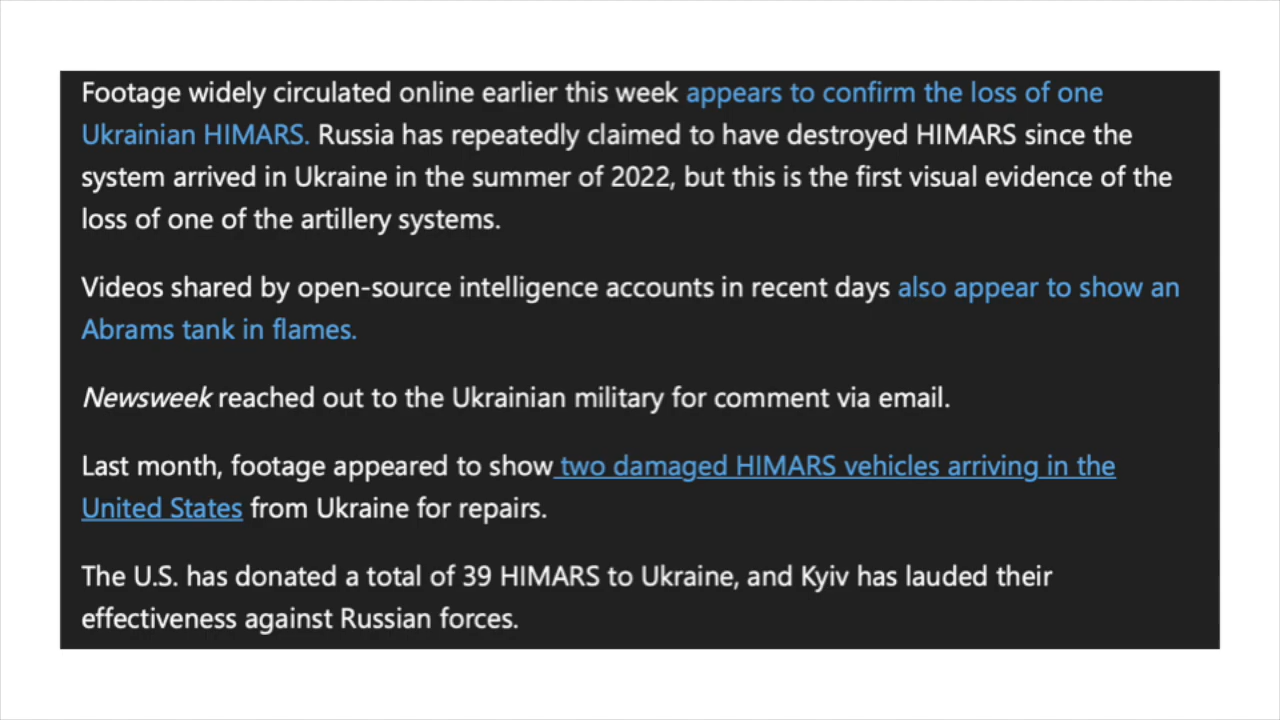 Footage widely circulated online earlier this week appears to confirm the loss of one
Ukrainian HIMARS. Russia has repeatedly claimed to have destroyed HIMARS since the
system arrived in Ukraine in the summer of 2022, but this is the first visual evidence of the
loss of one of the artillery systems.
Videos shared by open-source intelligence accounts in recent days also appear to show an
Abrams tank in flames.
Newsweek reached out to the Ukrainian military for comment via email.
Last month, footage appeared to show two damaged HIMARS vehicles arriving in the
United States from Ukraine for repairs.
The U.S. has donated a total of 39 HIMARS to Ukraine, and Kyiv has lauded their
effectiveness against Russian forces.